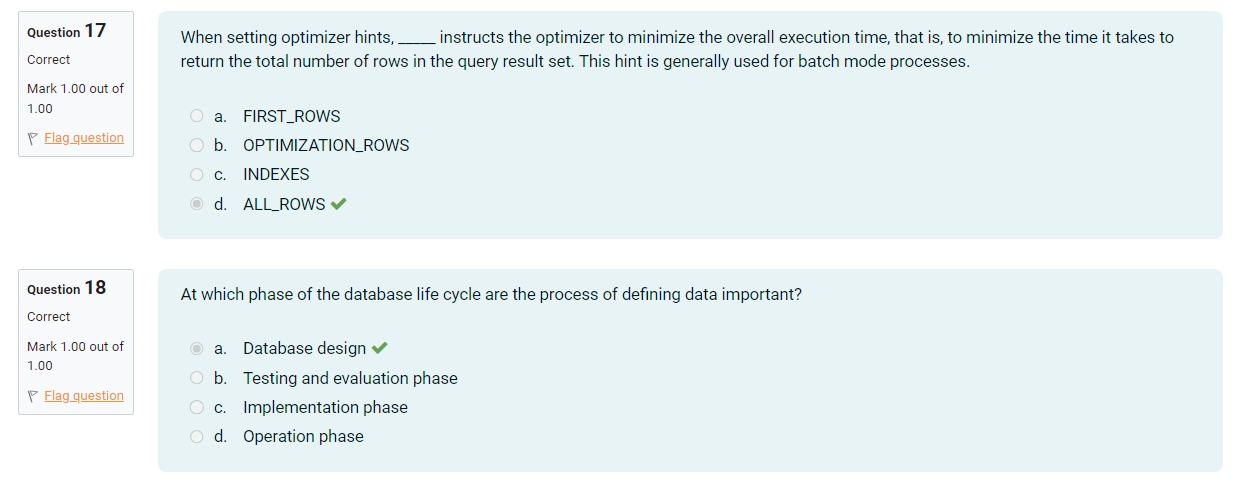 Question 17
Correct
Mark 1.00 out of
1.00
Flag question
When setting optimizer hints, _____ instructs the optimizer to minimize the overall execution time, that is, to minimize the time it takes to
return the total number of rows in the query result set. This hint is generally used for batch mode processes.
a. FIRST_ROWS
b. OPTIMIZATION_ROWS
c. INDEXES
d. ALL_ROWS
Question 18
Correct
Mark 1.00 out of
1.00
Flag question
At which phase of the database life cycle are the process of defining data important?
a. Database design
b. Testing and evaluation phase
c. Implementation phase
d. Operation phase